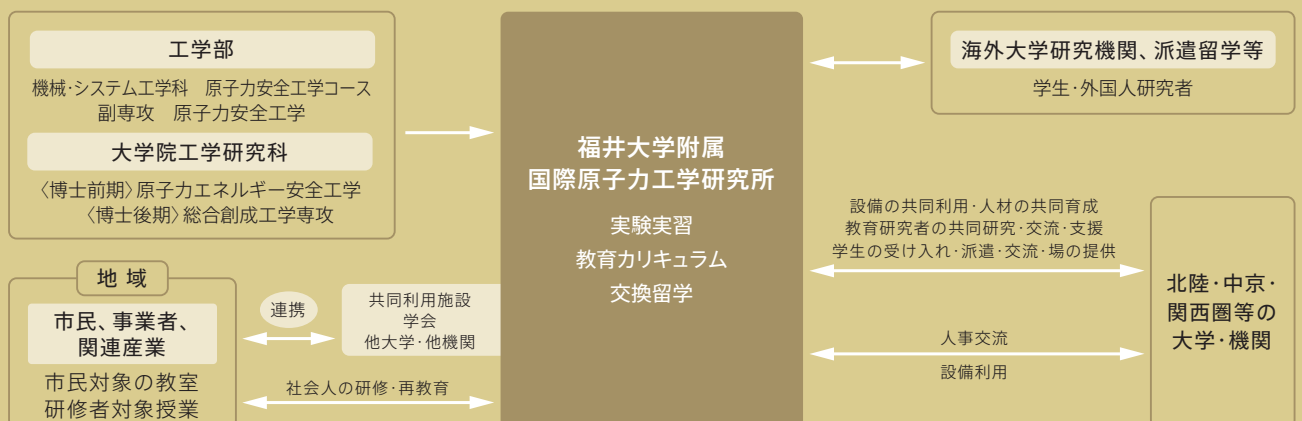 工学部
機械･システム工学科　原子力安全工学コース
副専攻　原子力安全工学
大学院工学研究科
〈博士前期〉原子力エネルギー安全工学
〈博士後期〉総合創成工学専攻
地 域
市民、事業者、
関連産業
市民対象の教室
研修者対象授業
連携
共同利用施設
学会
他大学･他機関
社会人の研修･再教育
福井大学附属
国際原子力工学研究所
実験実習
教育カリキュラム
交換留学
海外大学研究機関、派遣留学等
学生･外国人研究者
設備の共同利用･人材の共同育成
教育研究者の共同研究･交流･支援
学生の受け入れ･派遣･交流･場の提供
人事交流
設備利用
北陸･中京･
関西圏等の
大学･機関